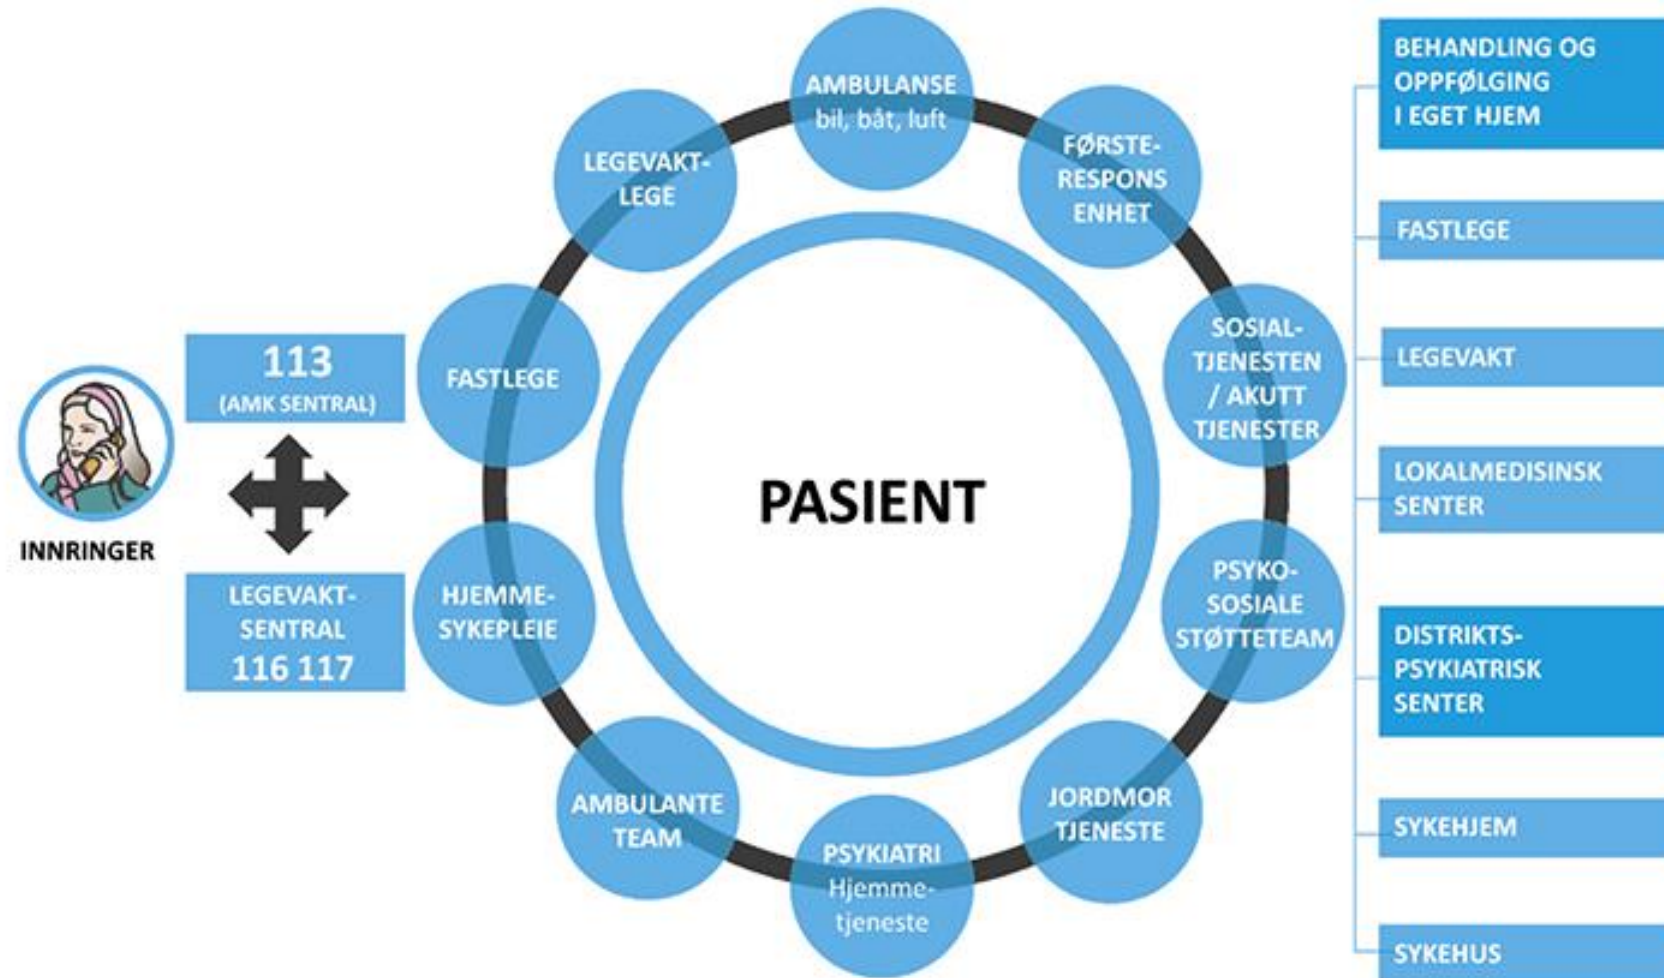 INNRINGER
113
(AMK SENTRAL)
LEGEVAKT-
SENTRAL
116 117
AMBULANSE
bil, båt, luft
FØRSTE-
RESPONS
ENHET
SOSIAL-
TJENESTEN
/ AKUTT
TJENESTER
PSYKO-
SOSIALE
STØTTETEAM
JORDMOR
TJENESTE
PSYKIATRI
Hjemme-
tjeneste
AMBULANTE
TEAM
HJEMME-
SYKEPLEIE
FASTLEGE
LEGEVAKT-
LEGE
PASIENT
BEHANDLING OG
OPPFØLGING
I EGET HJEM
FASTLEGE
LEGEVAKT
LOKALMEDISINSK
SENTER
DISTRIKTS-
PSYKIATRISK
SENTER
SYKEHJEM
SYKEHUS